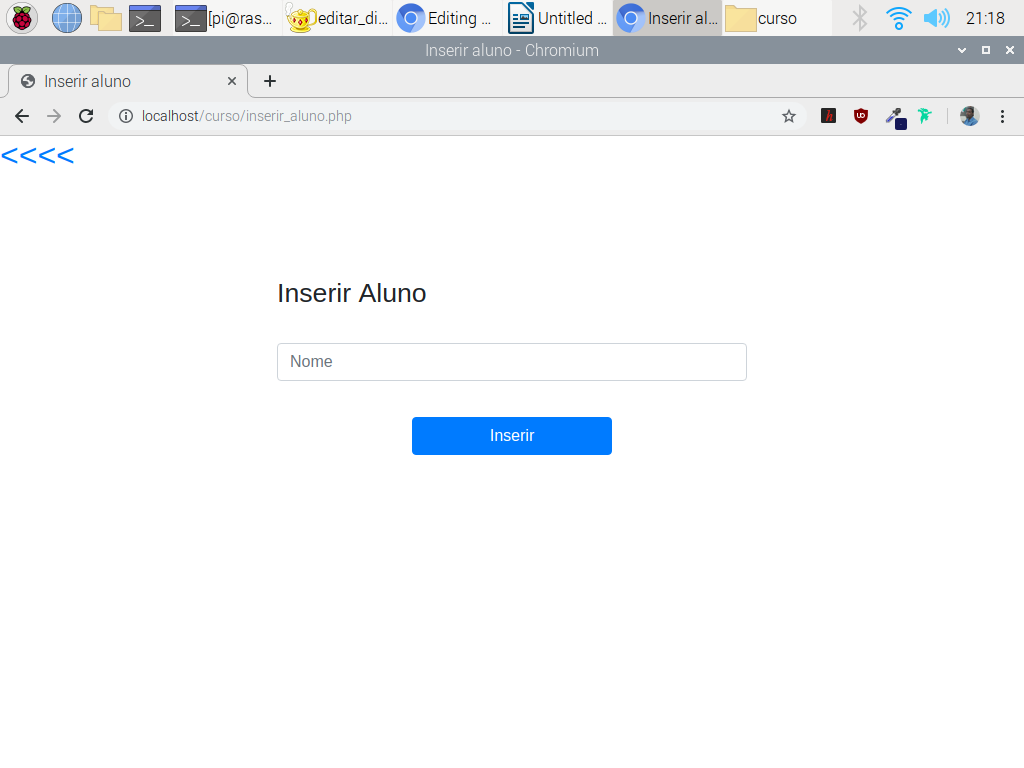 [pi@ras... editar_di... Editing ... Untitled ... Inserir al... curso 21:18
Inserir aluno - Chromium
Inserir aluno
localhost/curso/inserir_aluno.php
<<<<
Inserir Aluno
Nome
Inserir